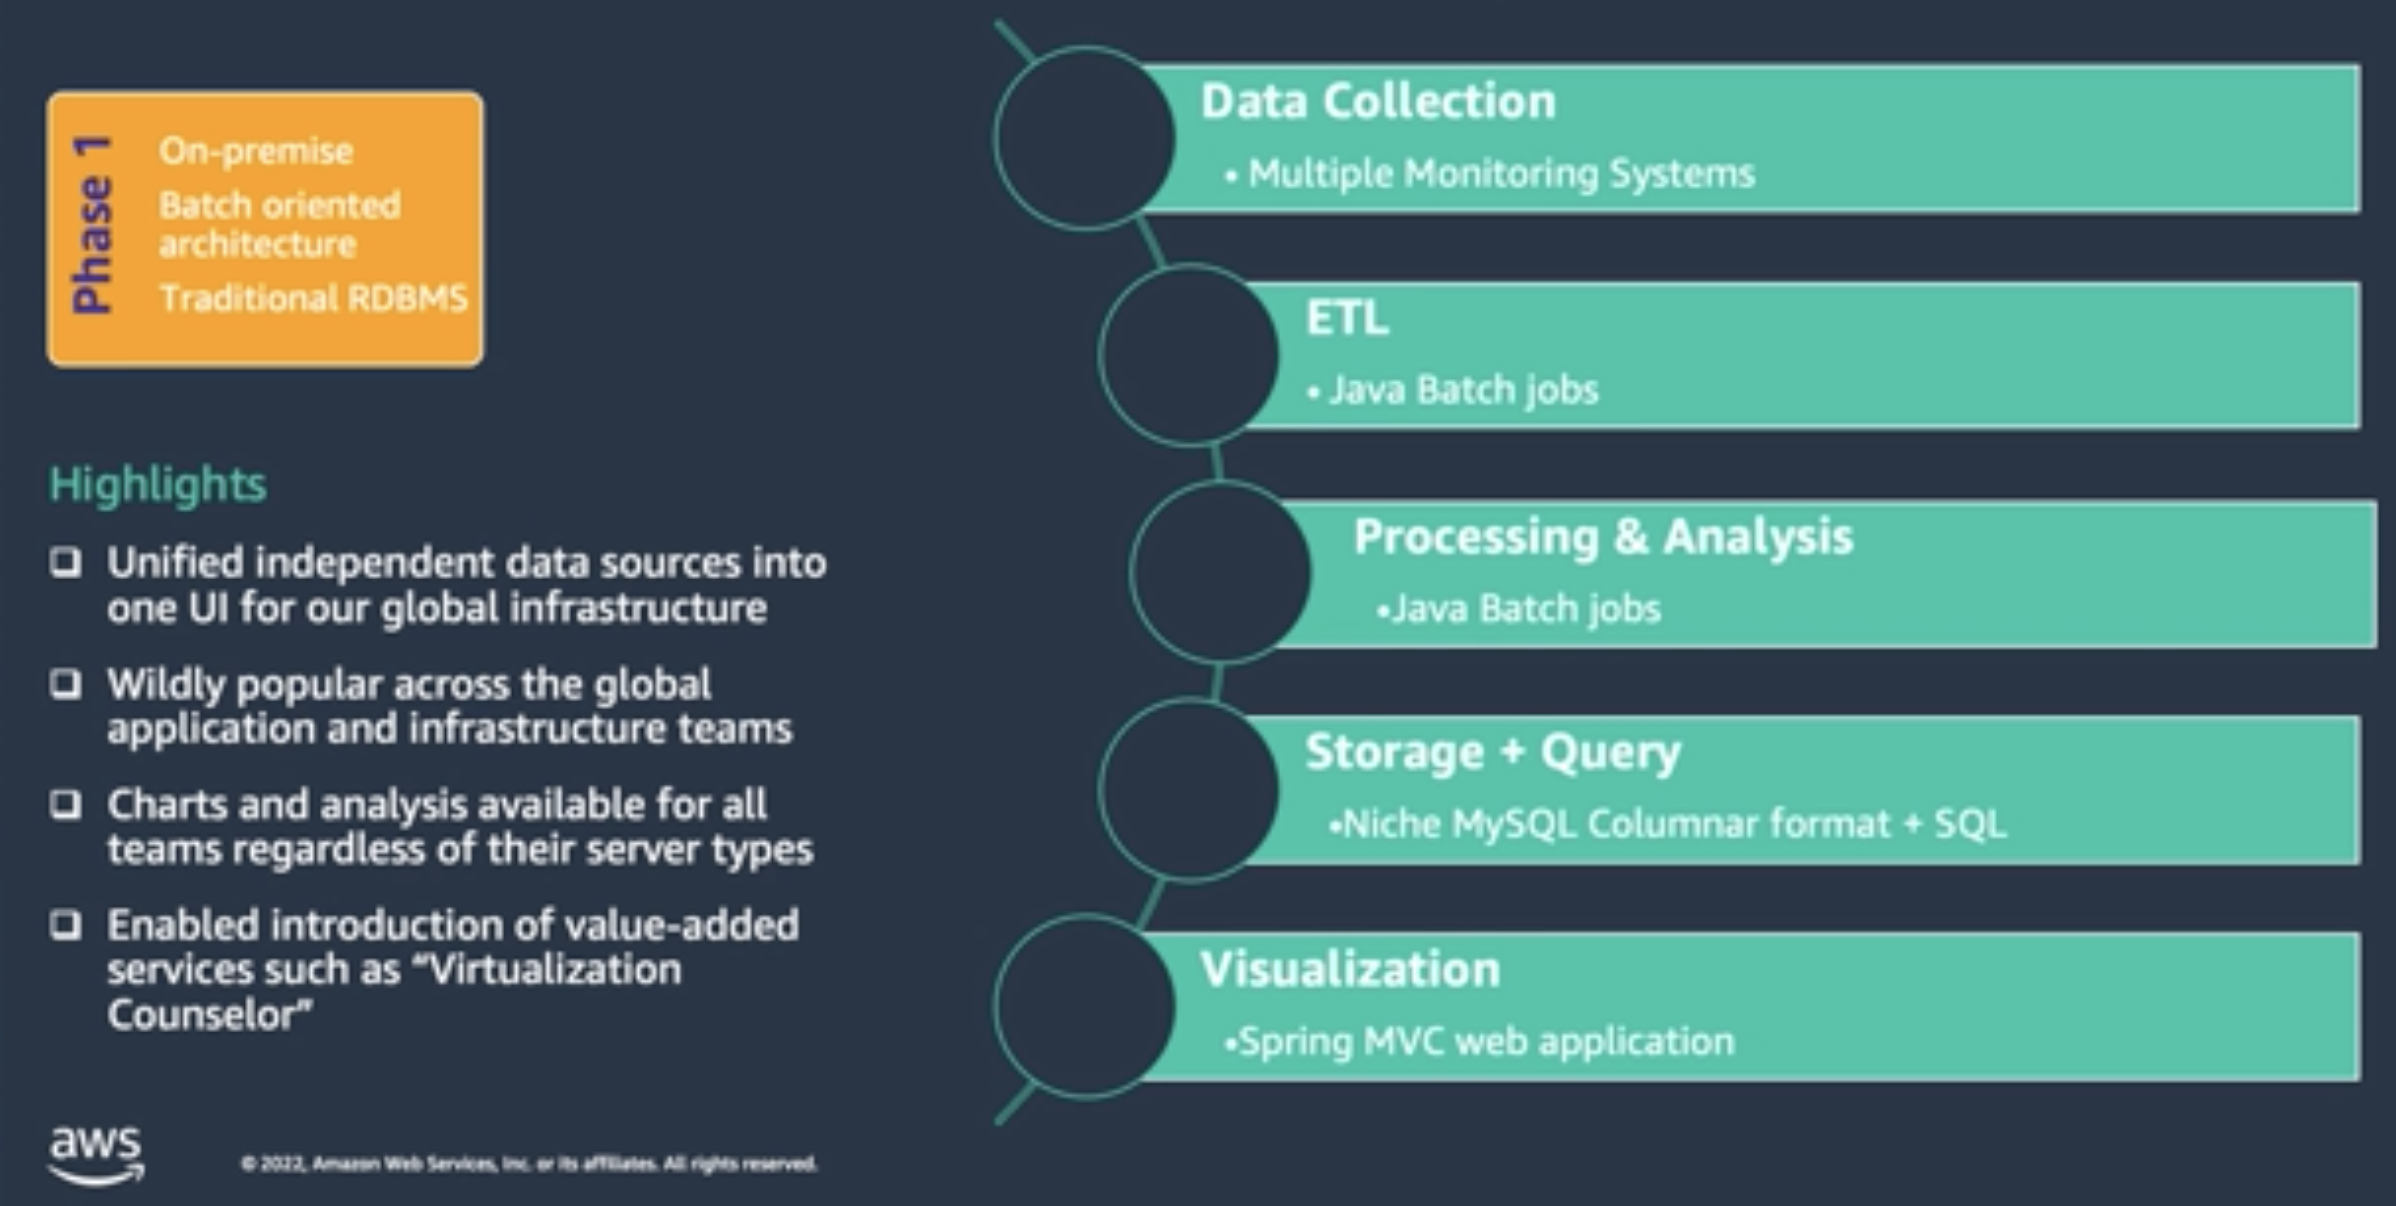 Phase 1
On-premise
Batch oriented
architecture
Traditional RDBMS
Highlights
❑ Unified independent data sources into
one UI for our global infrastructure
❑ Wildly popular across the global
application and infrastructure teams
❑ Charts and analysis available for all
teams regardless of their server types
❑ Enabled introduction of value-added
services such as “Virtualization
Counselor”
Data Collection
• Multiple Monitoring Systems
ETL
• Java Batch jobs
Processing & Analysis
•Java Batch jobs
Storage + Query
•Niche MySQL Columnar format + SQL
Visualization
•Spring MVC web application
aws
© 2022, Amazon Web Services, Inc. or its affiliates. All rights reserved.